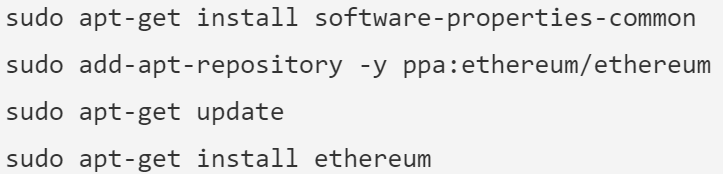 sudo apt-get install software-properties-common
sudo add-apt-repository -y ppa:ethereum/ethereum
sudo apt-get update
sudo apt-get install ethereum